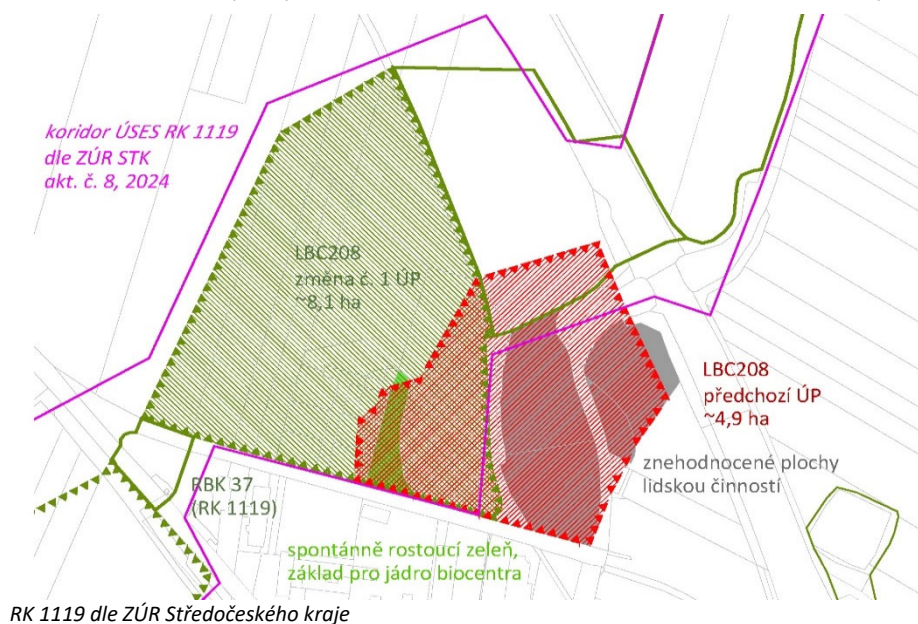 koridor ÚSES RK 1119
dle ZÚR STK
akt. č. 8, 2024
LBC208
změna č. 1 ÚP
~8,1 ha
LBC208
předchozí ÚP
~4,9 ha
znehodnocené plochy
lidskou činností
RBK 37
(RK 1119)
spontánně rostoucí zeleň,
základ pro jádro biocentra
RK 1119 dle ZÚR Středočeského kraje